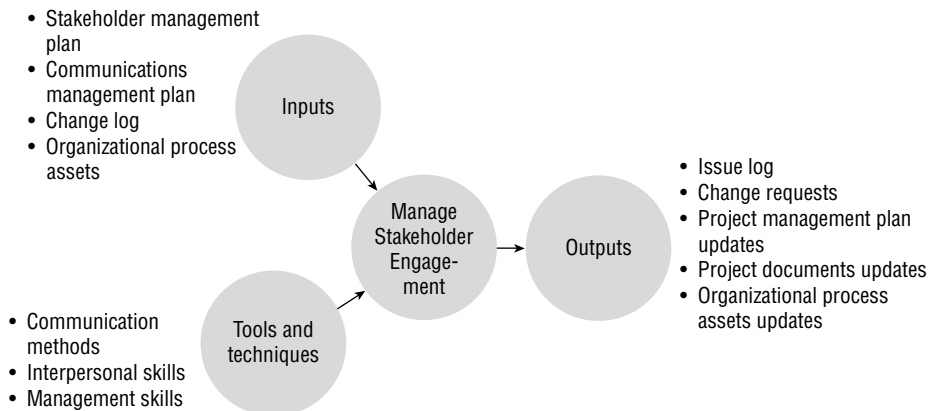 • Stakeholder management
plan
• Communications
management plan
• Change log
• Organizational process
assets
Inputs
Manage
Stakeholder
Engage-
ment
Outputs
• Issue log
• Change requests
• Project management plan
updates
• Project documents updates
• Organizational process
assets updates
Tools and
techniques
• Communication
methods
• Interpersonal skills
• Management skills